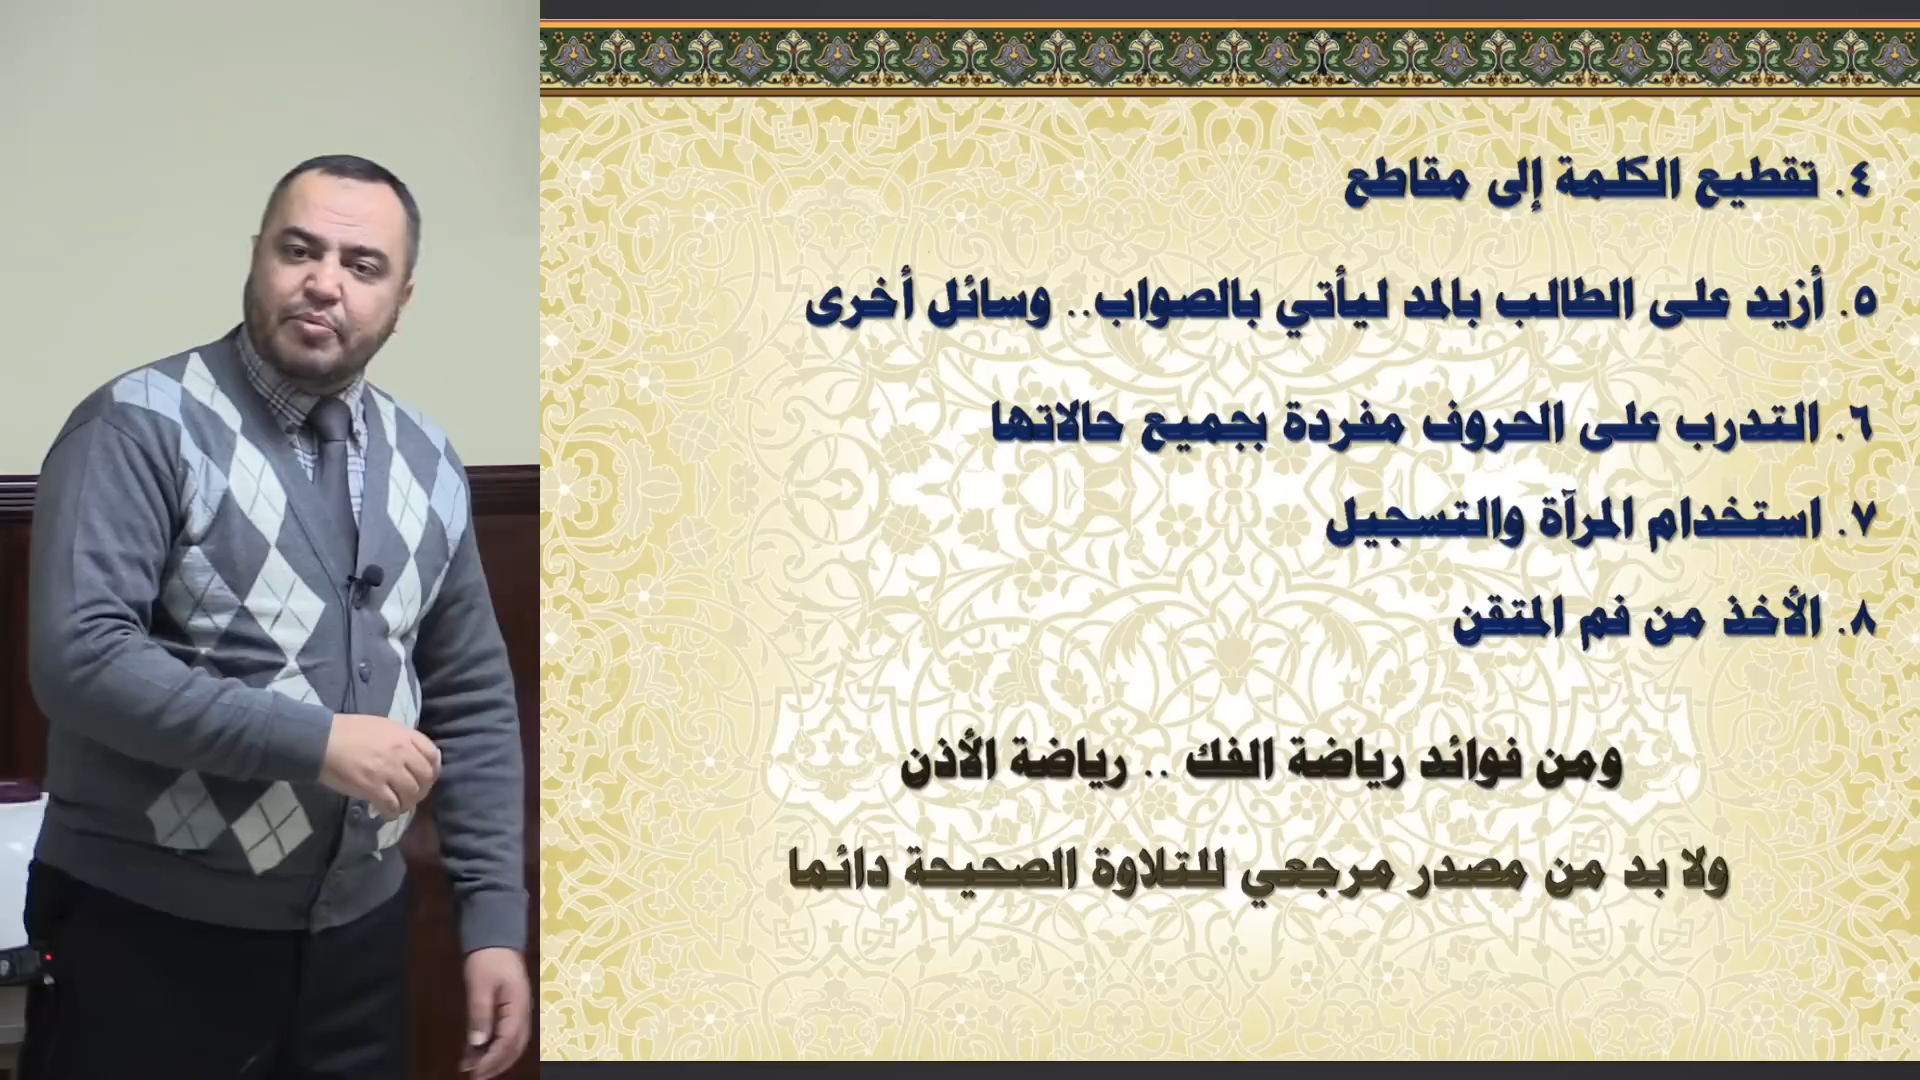 ٤. تقطيع الكلمة إلى مقاطع
٥. أزيد على الطالب بالمد ليأتي بالصواب.. وسائل أخرى
٦. التدرب على الحروف مفردة بجميع حالاتها
٧. استخدام المرآة والتسجيل
٨. الأخذ من فم المتقن
ومن فوائد رياضة الفك .. رياضة الأذن
ولا بد من مصدر مرجعي للتلاوة الصحيحة دائما